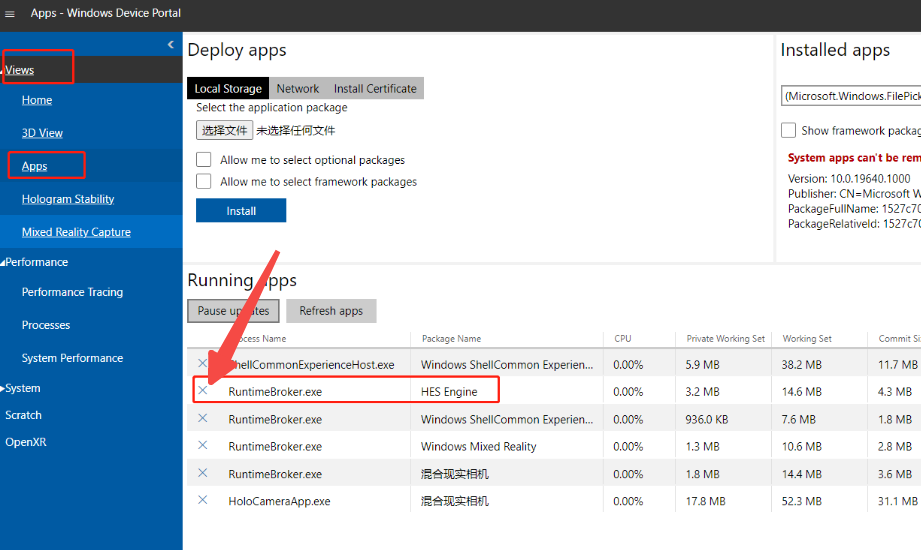 Apps - Windows Device Portal
Views
Home
3D View
Apps
Hologram Stability
Mixed Reality Capture
Performance
Performance Tracing
Processes
System Performance
System
Scratch
OpenXR
Deploy apps
Local Storage Network Install Certificate
Select the application package
选择文件 未选择任何文件
Allow me to select optional packages
Allow me to select framework packages
Install
Installed apps
(Microsoft.Windows.FilePick
Show framework packag
System apps can't be rem
Version: 10.0.19640.1000
Publisher: CN=Microsoft W
PackageFullName: 1527c70
PackageRelativeId: 1527c70
Running apps
Pause updates Refresh apps
ocess Name Package Name CPU Private Working Set Working Set Commit Si
ShellCommonExperienceHost.exe Windows ShellCommon Experien... 0.00% 5.9 MB 38.2 MB 11.7 MB
RuntimeBroker.exe HES Engine 0.00% 3.2 MB 14.6 MB 4.3 MB
RuntimeBroker.exe Windows ShellCommon Experien... 0.00% 936.0 KB 7.6 MB 1.8 MB
RuntimeBroker.exe Windows Mixed Reality 0.00% 1.3 MB 10.6 MB 2.8 MB
RuntimeBroker.exe 混合现实相机 0.00% 1.8 MB 14.4 MB 3.6 MB
HoloCameraApp.exe 混合现实相机 0.00% 17.8 MB 52.3 MB 31.1 MB